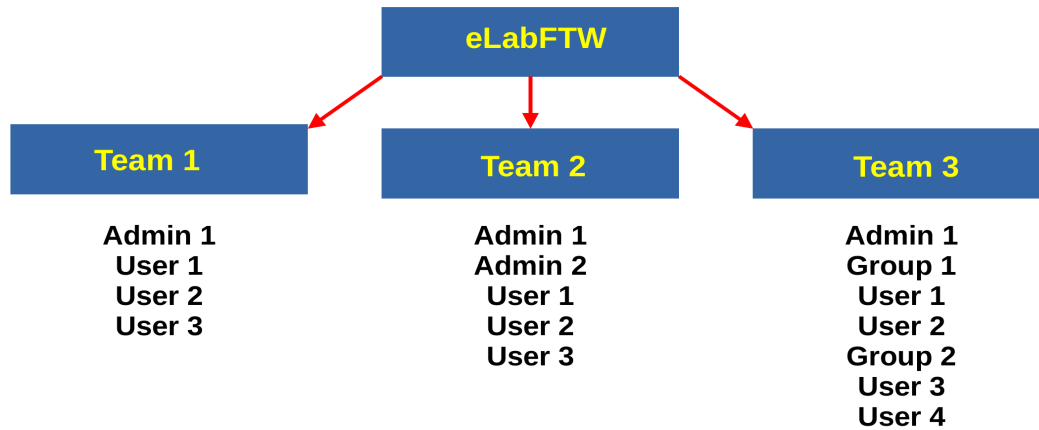 eLabFTW
Team 1
Admin 1
User 1
User 2
User 3
Team 2
Admin 1
Admin 2
User 1
User 2
User 3
Team 3
Admin 1
Group 1
User 1
User 2
Group 2
User 3
User 4